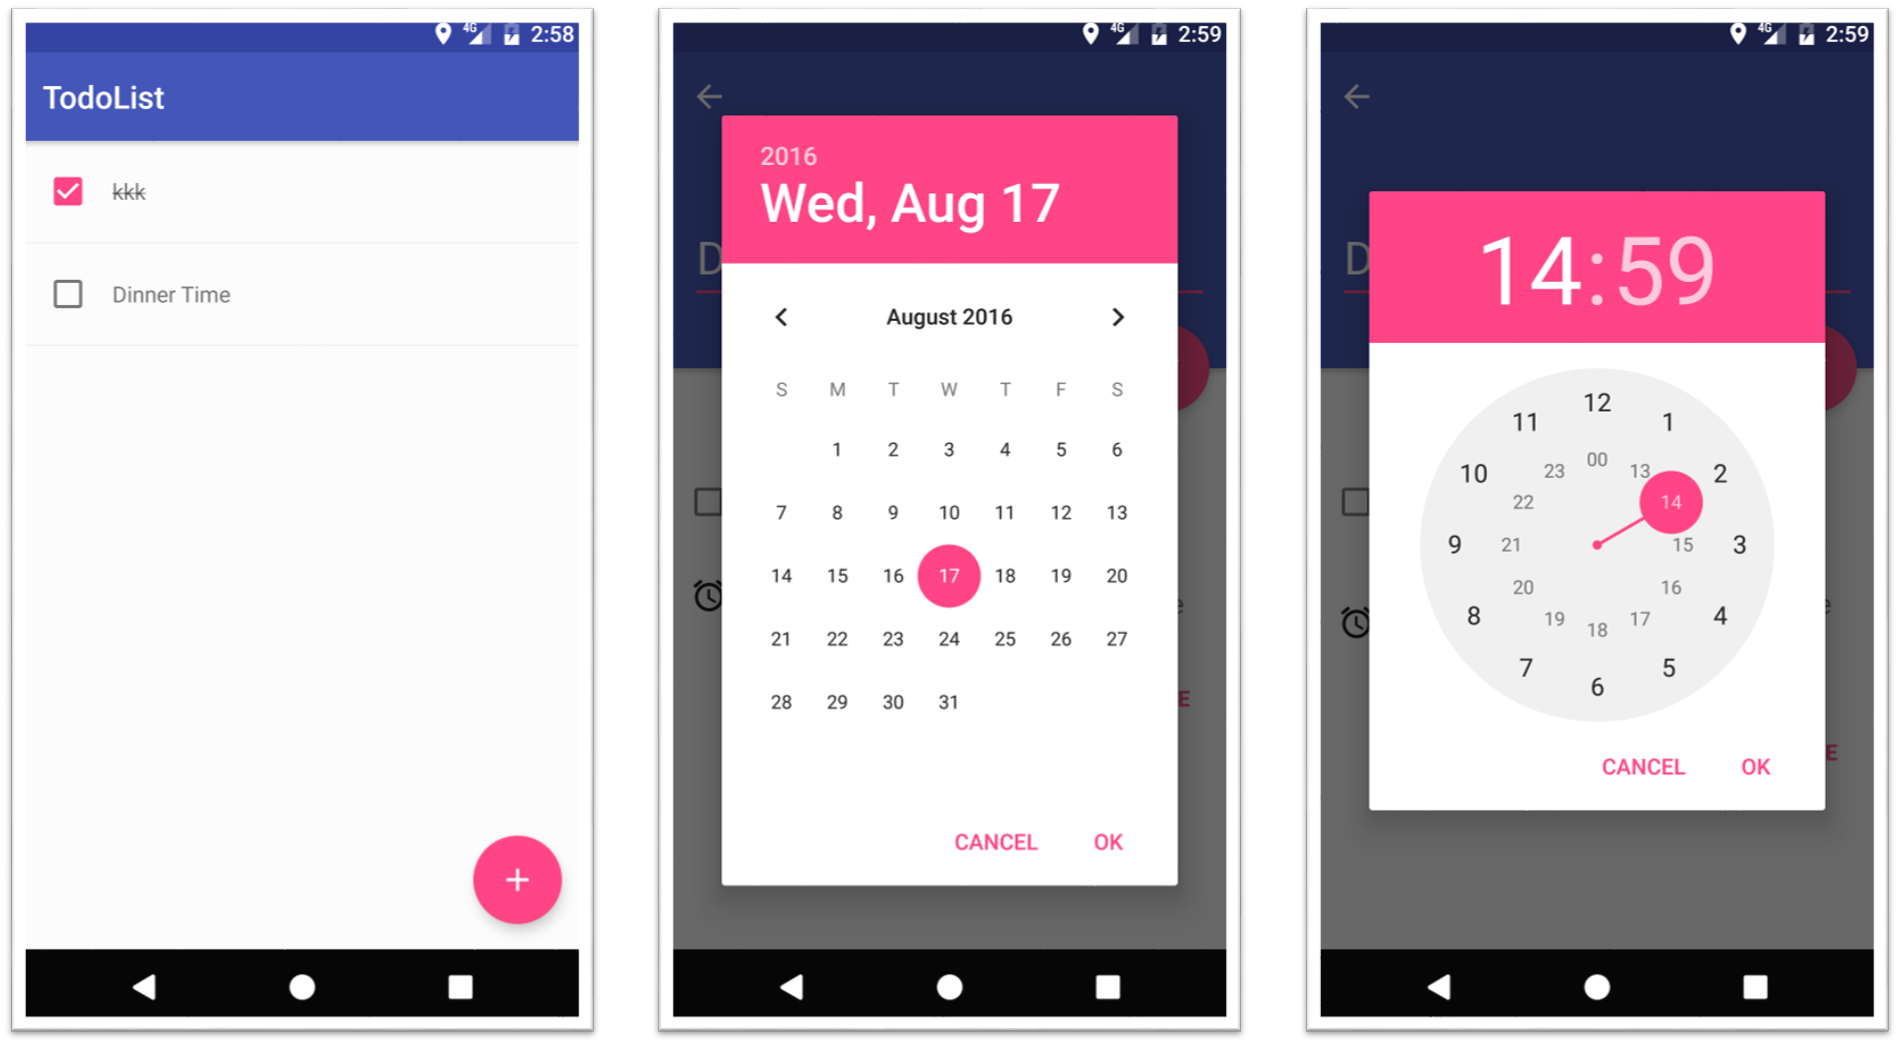 4G 2:58
TodoList
kkk
Dinner Time
4G 2:59
2016
Wed, Aug 17
D
August 2016
S M T W T F S
1 2 3 4 5 6
7 8 9 10 11 12 13
14 15 16 17 18 19 20
21 22 23 24 25 26 27
28 29 30 31
e
E
CANCEL OK
4G 2:59
14:59
D
12
11 1
00
10 23 13 2
22 14
9 21 15 3
20 16
8 19 17 4
18
7 5
6
e
E
CANCEL OK